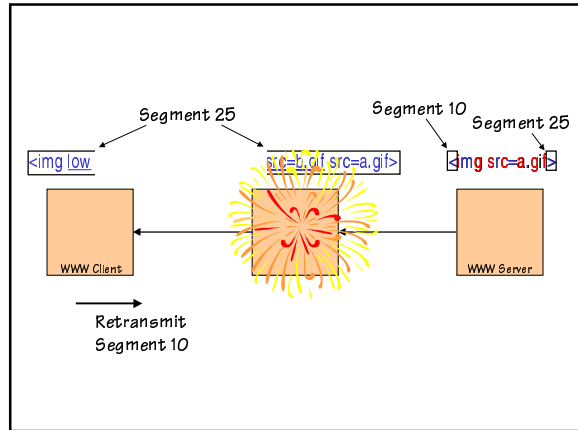 Segment 25
Segment 10
Segment 25
<img low
src=b.gif src=a.gif>
<img src=a.gif>
WWW Client
WWW Server
Retransmit
Segment 10